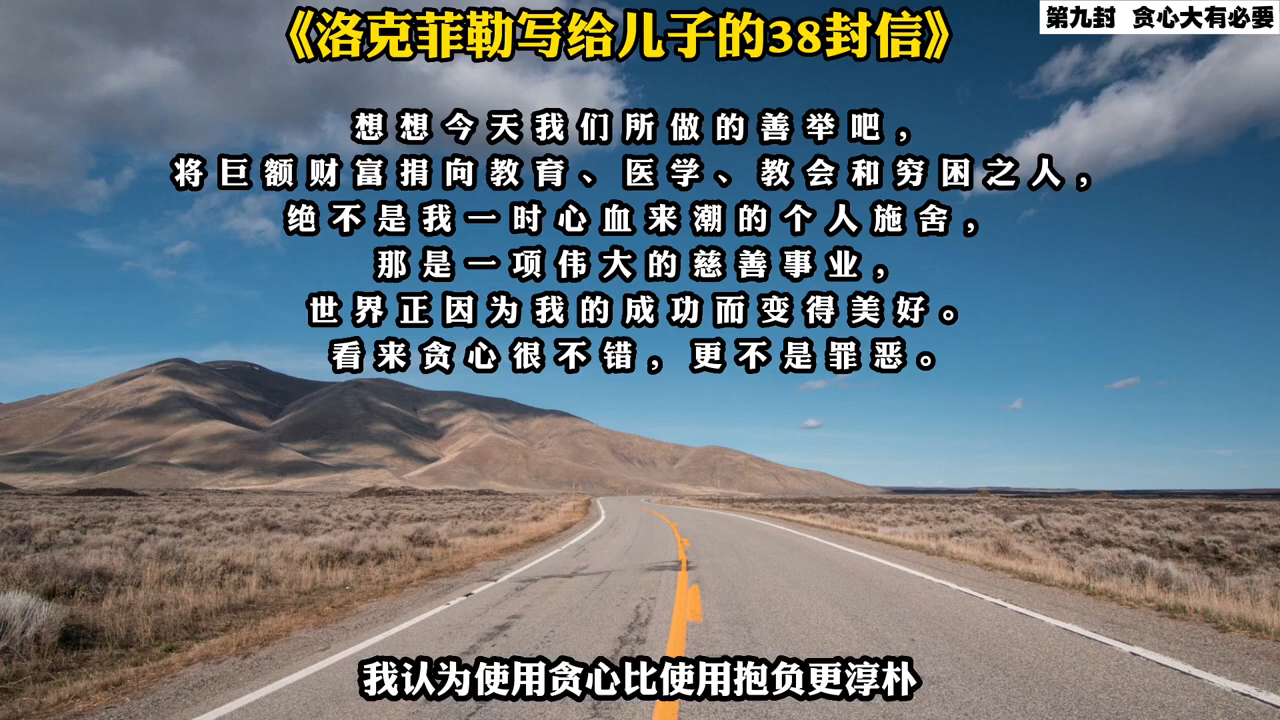 《洛克菲勒写给儿子的38封信》
第九封 贪心大有必要
想想今天我们所做的善举吧，
将巨额财富捐向教育、医学、教会和穷困之人，
绝不是我一时心血来潮的个人施舍，
那是一项伟大的慈善事业，
世界正因为我的成功而变得美好。
看来贪心很不错，更不是罪恶。
我认为使用贪心比使用抱负更淳朴